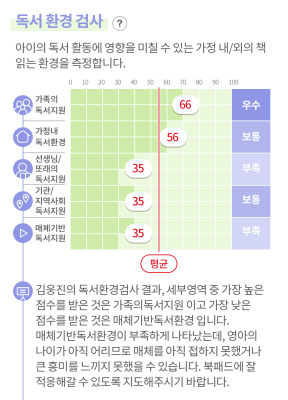 독서 환경 검사 ?
아이의 독서 활동에 영향을 미칠 수 있는 가정 내/외의 책
읽는 환경을 측정합니다.
0 10 20 30 40 50 60 70 80 90 100
가족의
독서지원
66
우수
가정내
독서환경
56
보통
선생님/
또래의
독서지원
35
부족
기관/
지역사회
독서지원
35
보통
매체기반
독서지원
35
부족
평균
김웅진의 독서환경검사 결과, 세부영역 중 가장 높은
점수를 받은 것은 가족의독서지원 이고 가장 낮은
점수를 받은 것은 매체기반독서환경 입니다.
매체기반독서환경이 부족하게 나타났는데, 영아의
나이가 아직 어리므로 매체를 아직 접하지 못했거나
큰 흥미를 느끼지 못했을 수 있습니다. 북패드에 잘
적응해갈 수 있도록 지도해주시기 바랍니다.